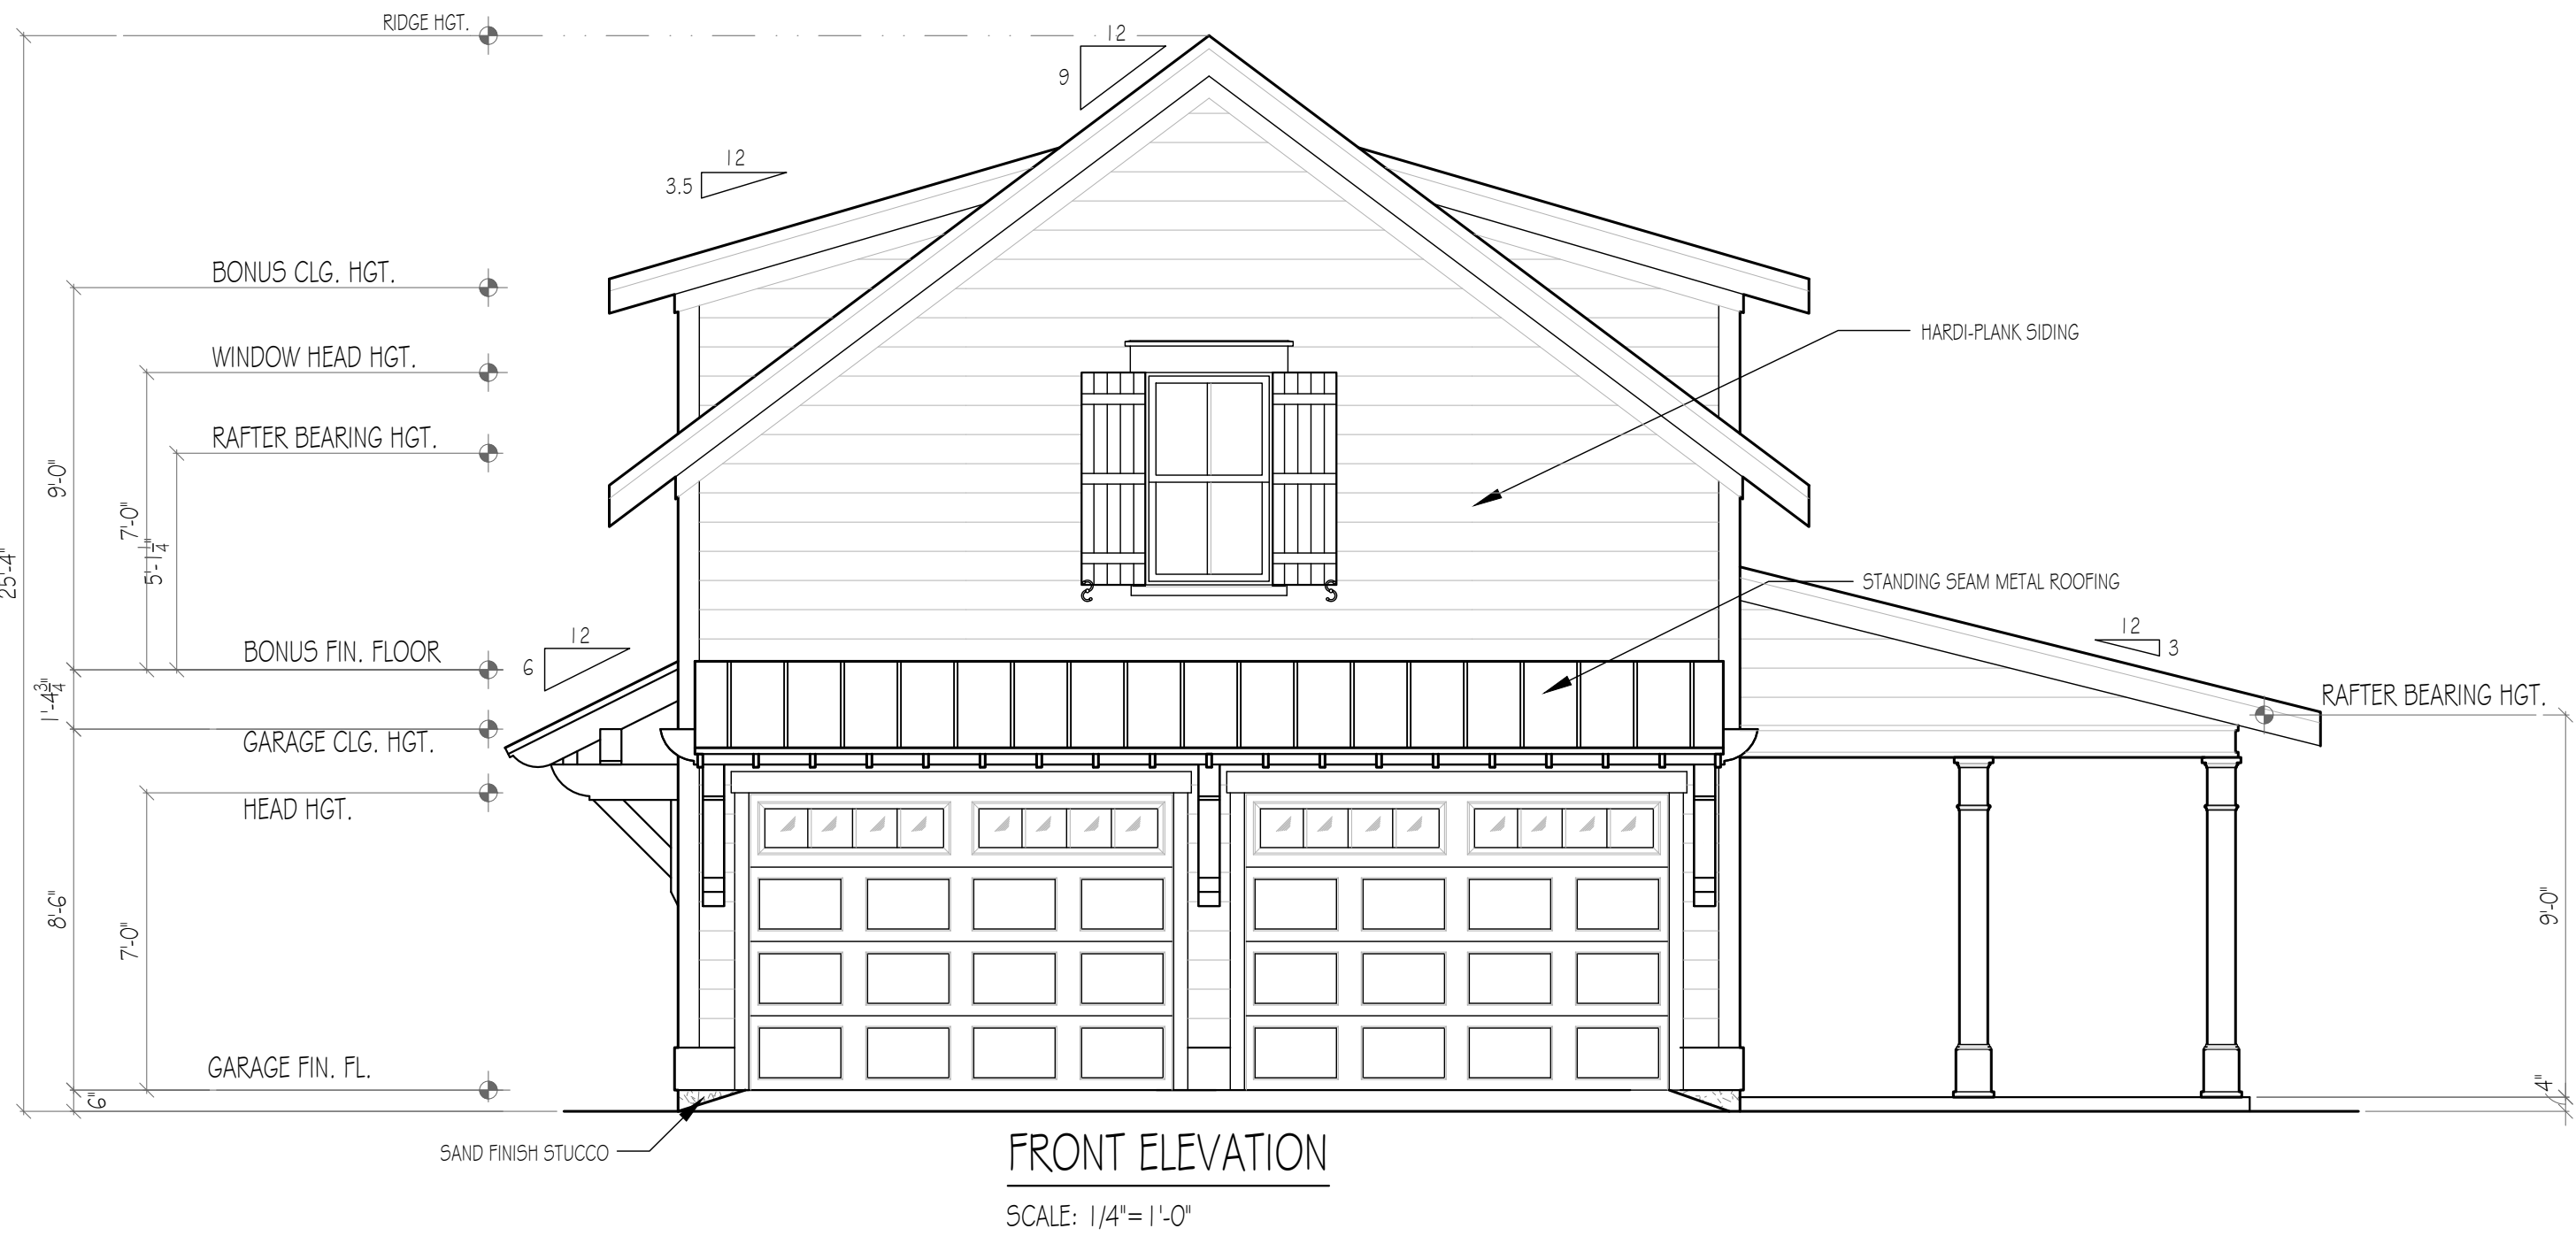 RIDGE HGT.
12
9
12
3.5
BONUS CLG. HGT.
HARDI-PLANK SIDING
WINDOW HEAD HGT.
RAFTER BEARING HGT.
9'-0"
7'-0"
5'-1 1/4"
25'-4"
STANDING SEAM METAL ROOFING
12
6
12
3
BONUS FIN. FLOOR
1'-4 3/4"
RAFTER BEARING HGT.
GARAGE CLG. HGT.
HEAD HGT.
8'-6"
7'-0"
9'-0"
GARAGE FIN. FL.
6"
4"
SAND FINISH STUCCO
FRONT ELEVATION
SCALE: 1/4"=1'-0"